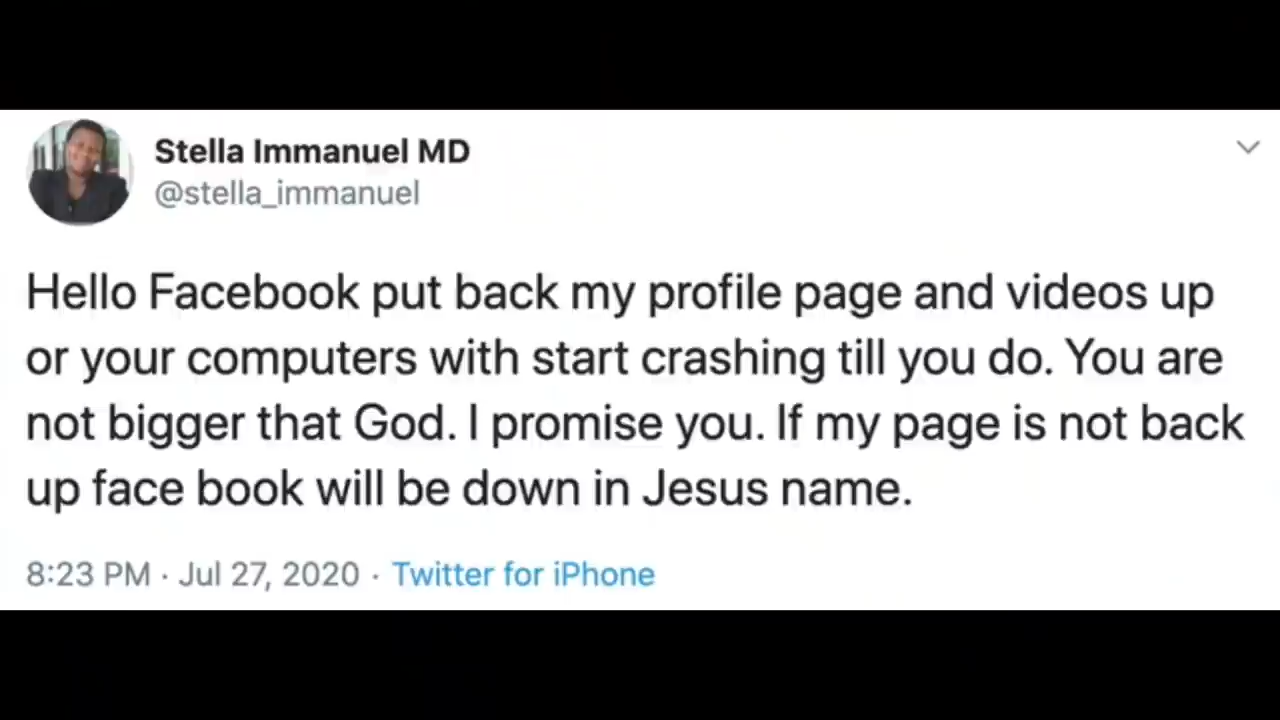 Stella Immanuel MD
@stella_immanuel
Hello Facebook put back my profile page and videos up
or your computers with start crashing till you do. You are
not bigger that God. I promise you. If my page is not back
up face book will be down in Jesus name.
8:23 PM · Jul 27, 2020 · Twitter for iPhone